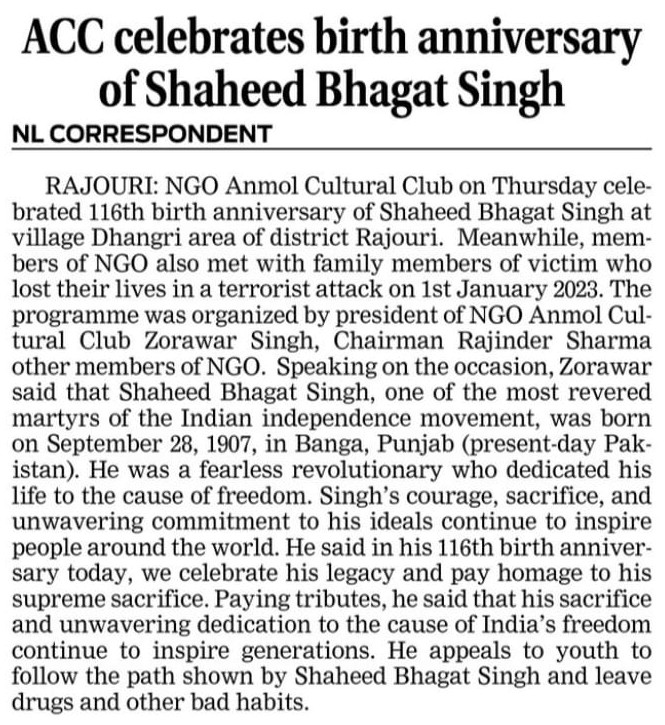 ACC celebrates birth anniversary
of Shaheed Bhagat Singh
NL CORRESPONDENT
RAJOURI: NGO Anmol Cultural Club on Thursday cele-
brated 116th birth anniversary of Shaheed Bhagat Singh at
village Dhangri area of district Rajouri. Meanwhile, mem-
bers of NGO also met with family members of victim who
lost their lives in a terrorist attack on 1st January 2023. The
programme was organized by president of NGO Anmol Cul-
tural Club Zorawar Singh, Chairman Rajinder Sharma
other members of NGO. Speaking on the occasion, Zorawar
said that Shaheed Bhagat Singh, one of the most revered
martyrs of the Indian independence movement, was born
on September 28, 1907, in Banga, Punjab (present-day Pak-
istan). He was a fearless revolutionary who dedicated his
life to the cause of freedom. Singh's courage, sacrifice, and
unwavering commitment to his ideals continue to inspire
people around the world. He said in his 116th birth anniver-
sary today, we celebrate his legacy and pay homage to his
supreme sacrifice. Paying tributes, he said that his sacrifice
and unwavering dedication to the cause of India's freedom
continue to inspire generations. He appeals to youth to
follow the path shown by Shaheed Bhagat Singh and leave
drugs and other bad habits.